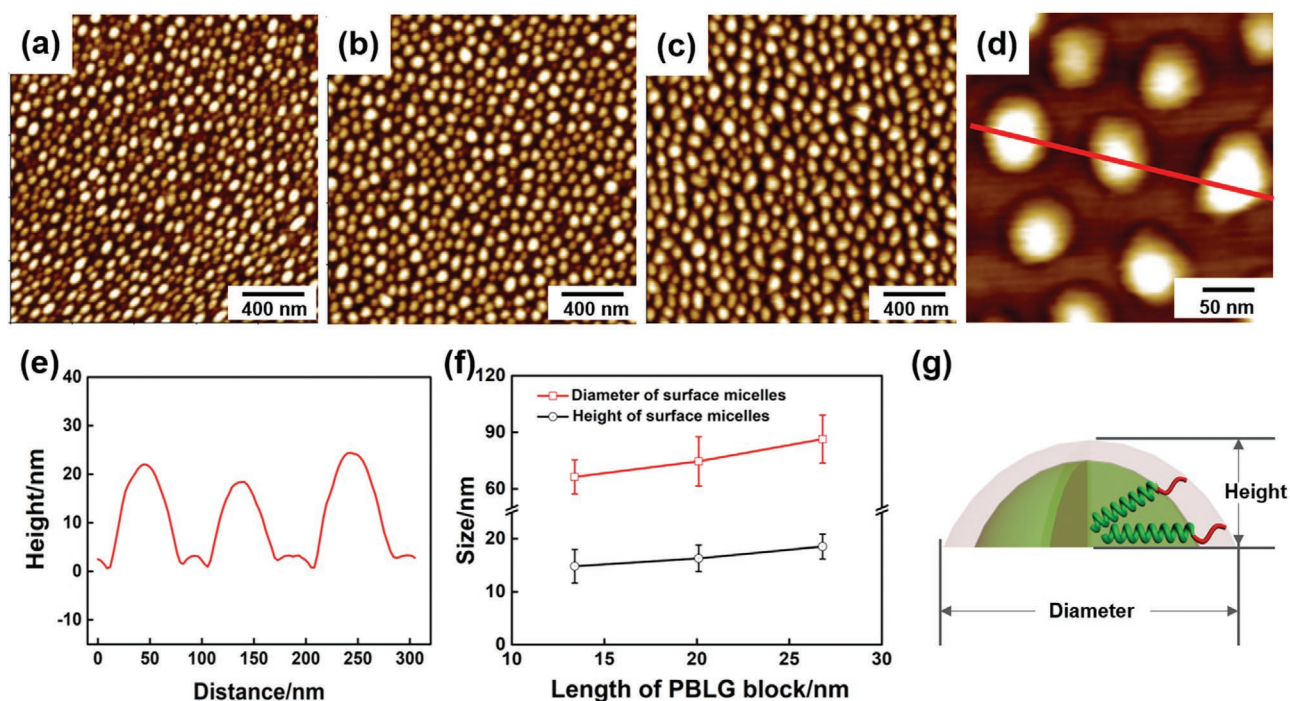 (a)
(b)
(c)
(d)
400 nm
400 nm
400 nm
50 nm
(e)
40
30
20
10
0
-10
Height/nm
0 50 100 150 200 250 300
Distance/nm
(f)
120
90
60
20
10
0
Size/nm
Diameter of surface micelles
Height of surface micelles
10 15 20 25 30
Length of PBLG block/nm
(g)
Height
Diameter